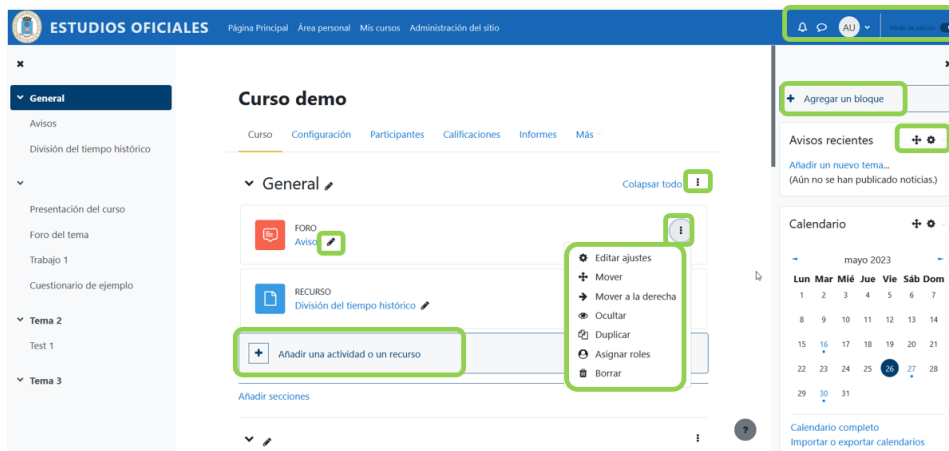 ESTUDIOS OFICIALES
Página Principal Área personal Mis cursos Administración del sitio
AU
Modo de edición
General
Avisos
División del tiempo histórico
Presentación del curso
Foro del tema
Trabajo 1
Cuestionario de ejemplo
Tema 2
Test 1
Tema 3
Curso demo
Curso Configuración Participantes Calificaciones Informes Más
General
Colapsar todo
FORO
Aviso
RECURSO
División del tiempo histórico
Añadir una actividad o un recurso
Añadir secciones
Editar ajustes
Mover
Mover a la derecha
Ocultar
Duplicar
Asignar roles
Borrar
?
Agregar un bloque
Avisos recientes
Añadir un nuevo tema...
(Aún no se han publicado noticias.)
Calendario
mayo 2023
Lun Mar Mié Jue Vie Sáb Dom
1 2 3 4 5 6 7
8 9 10 11 12 13 14
15 16 17 18 19 20 21
22 23 24 25 26 27 28
29 30 31
Calendario completo
Importar o exportar calendarios